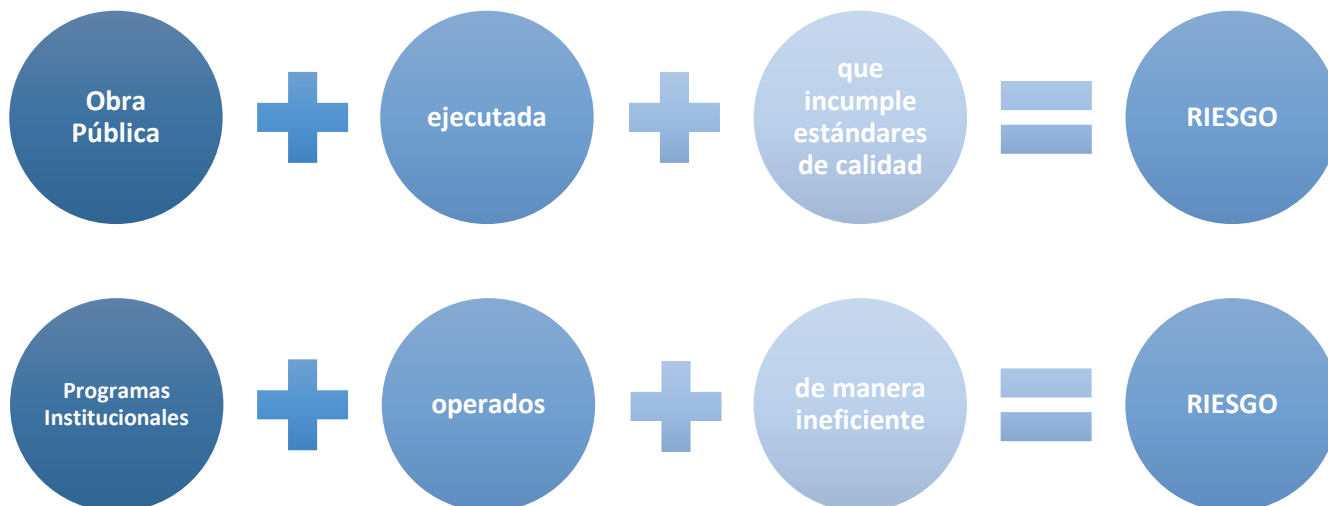 Obra
Pública
ejecutada
que
incumple
estándares
de calidad
RIESGO
Programas
Institucionales
operados
de manera
ineficiente
RIESGO